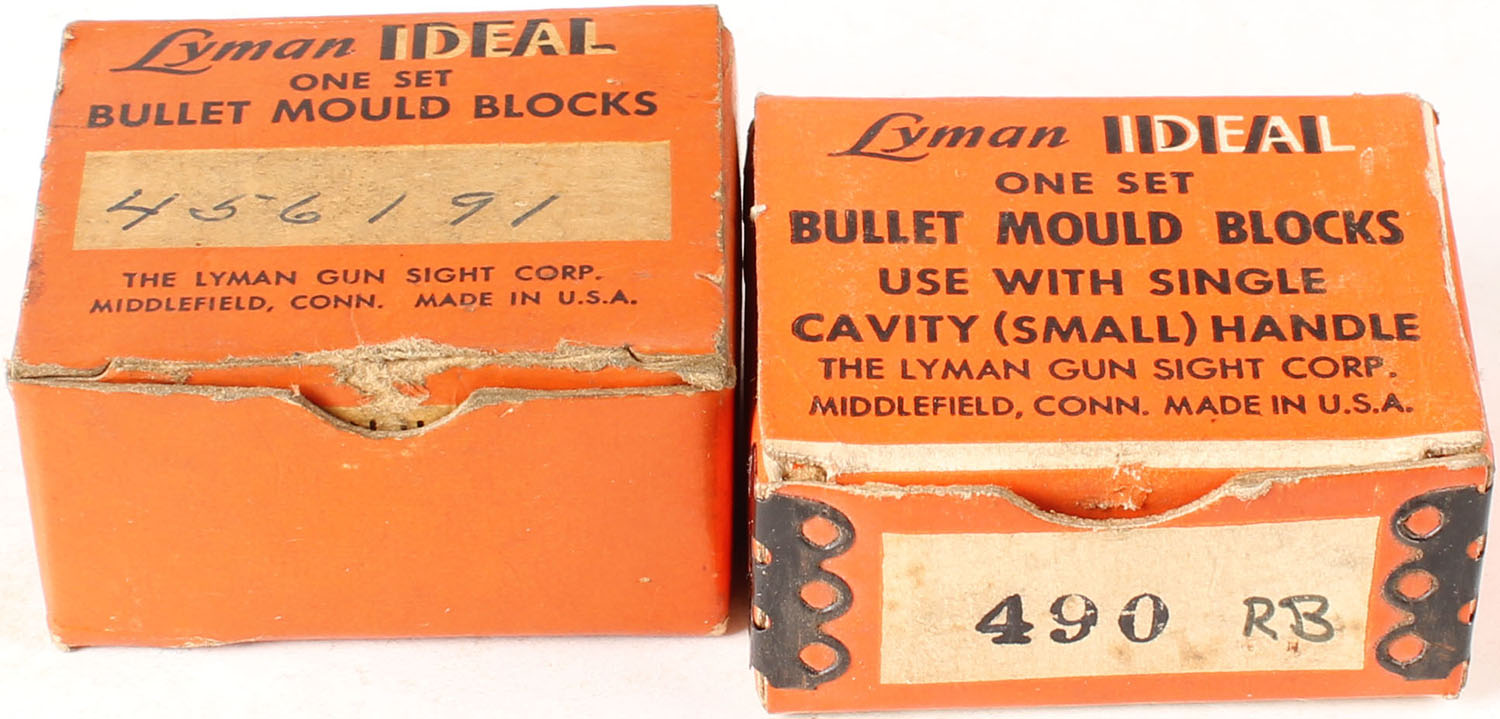 Lyman IDEAL
ONE SET
BULLET MOULD BLOCKS
456191
THE LYMAN GUN SIGHT CORP.
MIDDLEFIELD, CONN. MADE IN U.S.A.
Lyman IDEAL
ONE SET
BULLET MOULD BLOCKS
USE WITH SINGLE
CAVITY (SMALL) HANDLE
THE LYMAN GUN SIGHT CORP.
MIDDLEFIELD, CONN. MADE IN U.S.A.
490 RB